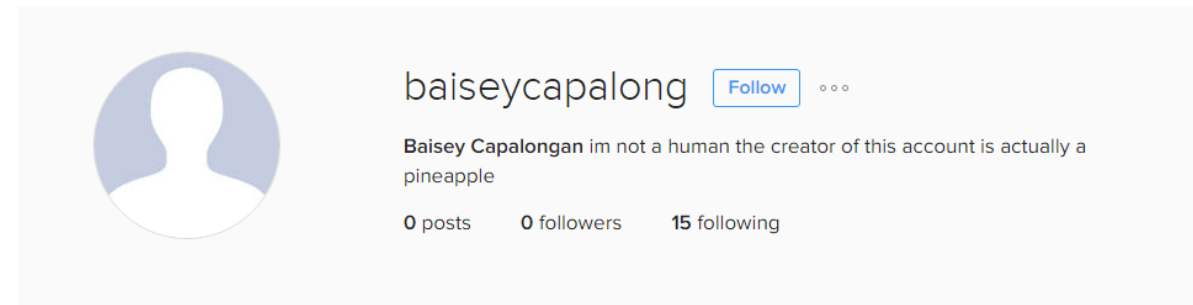 baiseycapalong Follow
Baisey Capalongan im not a human the creator of this account is actually a
pineapple
0 posts 0 followers 15 following